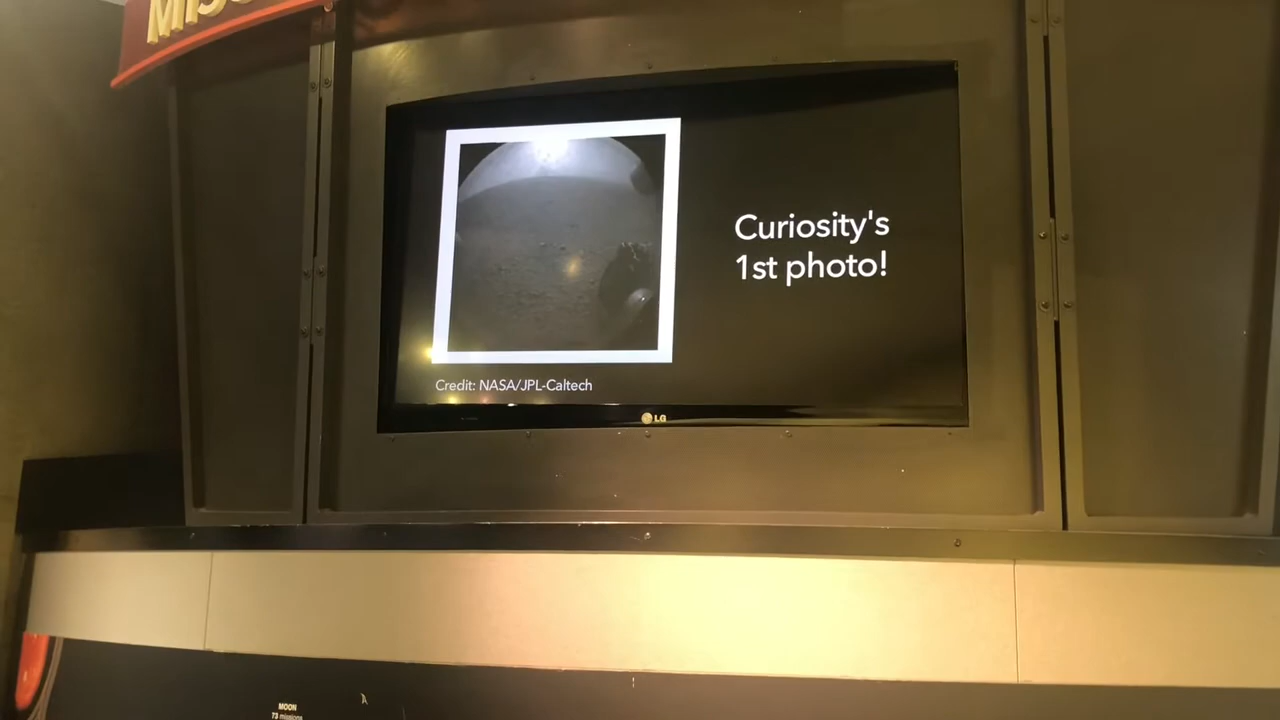 Curiosity's
1st photo!
Credit: NASA/JPL-Caltech
LG
MOON
73 missions